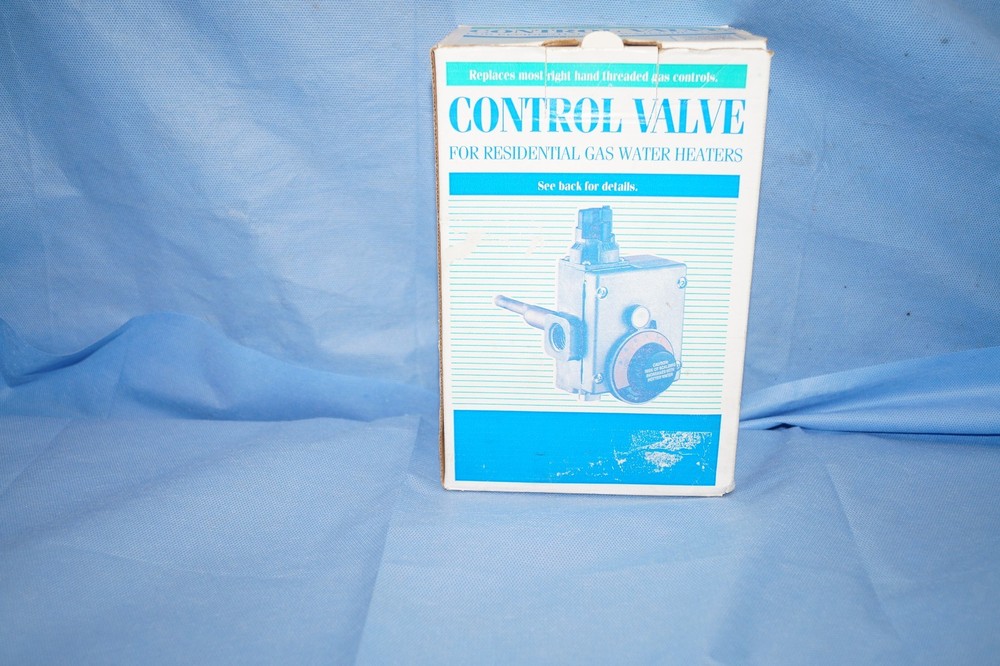 Replaces most right hand threaded gas controls.
CONTROL VALVE
FOR RESIDENTIAL GAS WATER HEATERS
See back for details.